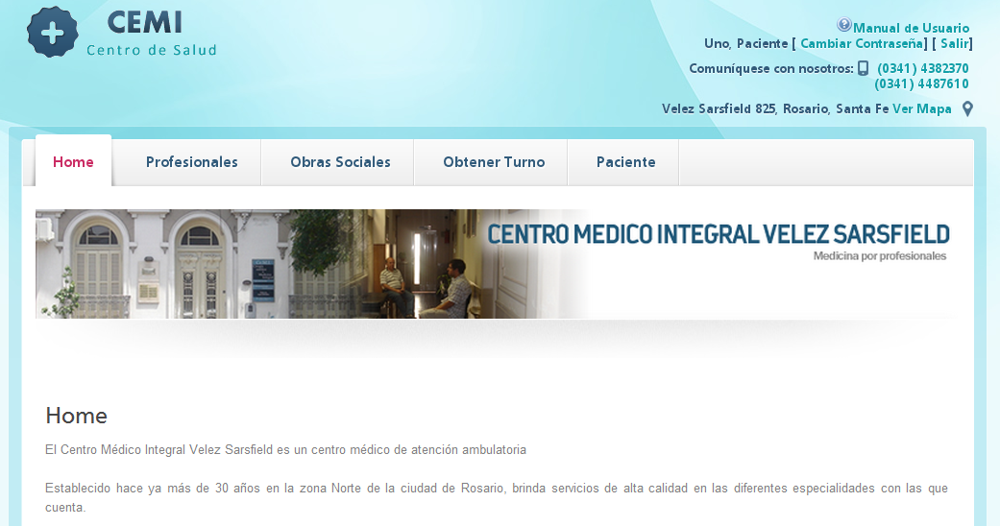 CEMI
Centro de Salud
Manual de Usuario
Uno, Paciente [ Cambiar Contraseña] [ Salir]
Comuníquese con nosotros: (0341) 4382370
(0341) 4487610
Velez Sarsfield 825, Rosario, Santa Fe Ver Mapa
Home Profesionales Obras Sociales Obtener Turno Paciente
CENTRO MEDICO INTEGRAL VELEZ SARSFIELD
Medicina por profesionales
Home
El Centro Médico Integral Velez Sarsfield es un centro médico de atención ambulatoria
Establecido hace ya más de 30 años en la zona Norte de la ciudad de Rosario, brinda servicios de alta calidad en las diferentes especialidades con las que
cuenta.